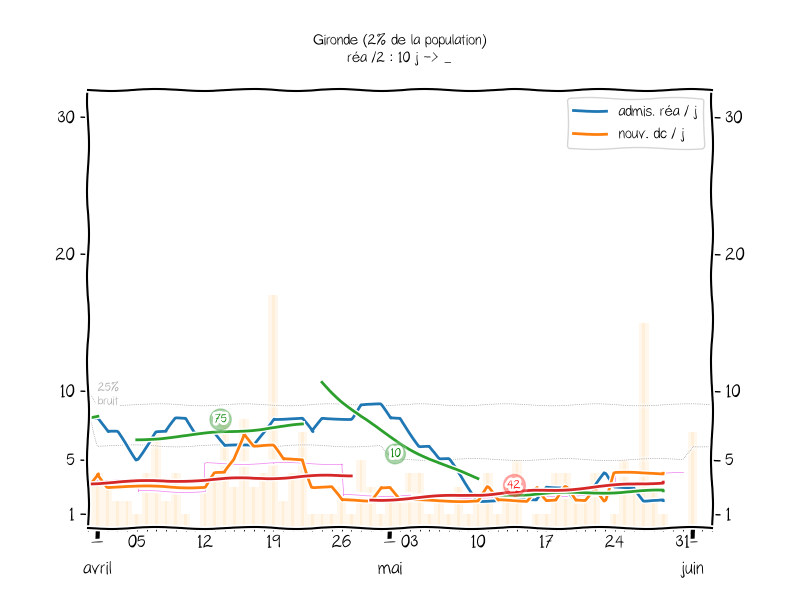 Gironde (2% de la population)
réa /2 : 10 j -> _
admis. réa / j
nouv. dc / j
30
30
20
20
10
10
25%
bruit
75
10
42
5
5
1
1
05 12 19 26 03 10 17 24 31
avril mai juin